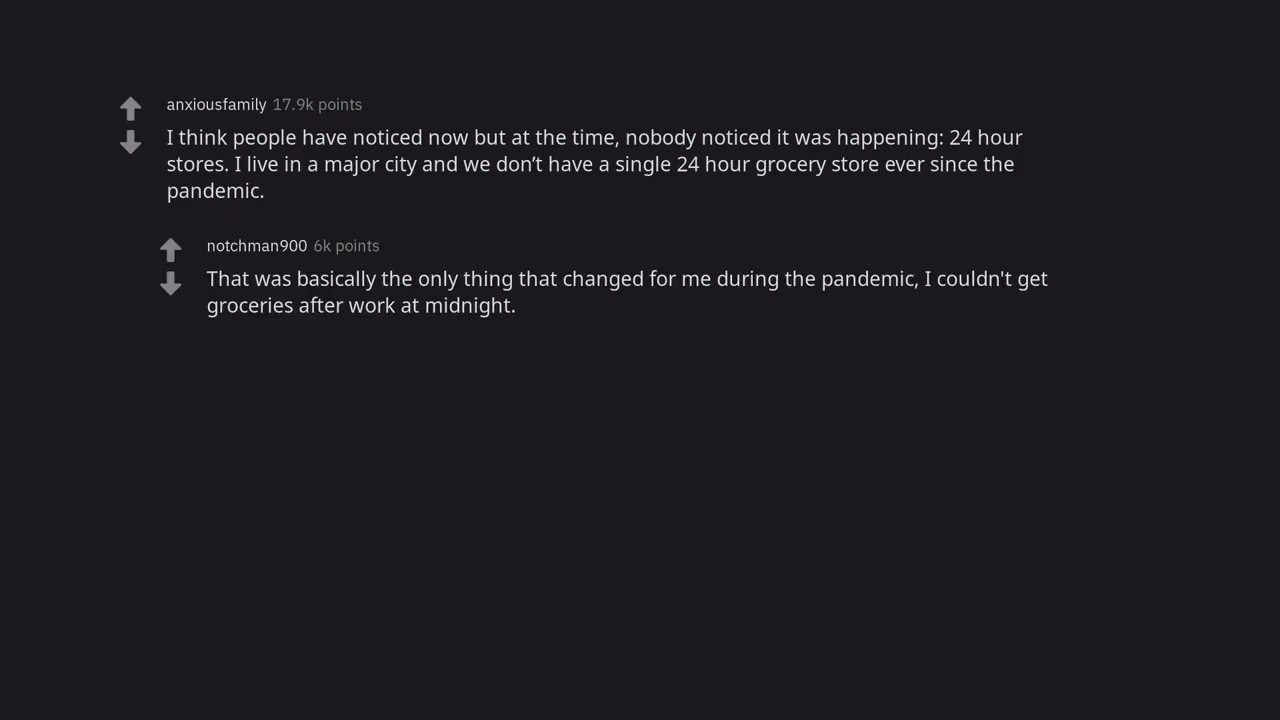 anxiousfamily 17.9k points
I think people have noticed now but at the time, nobody noticed it was happening: 24 hour
stores. I live in a major city and we don’t have a single 24 hour grocery store ever since the
pandemic.
notchman900 6k points
That was basically the only thing that changed for me during the pandemic, I couldn't get
groceries after work at midnight.